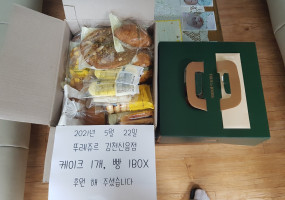 2021년 5월 22일
뚜레쥬르 김천신음점
케이크 1개, 빵 1BOX
후원 해 주셨습니다